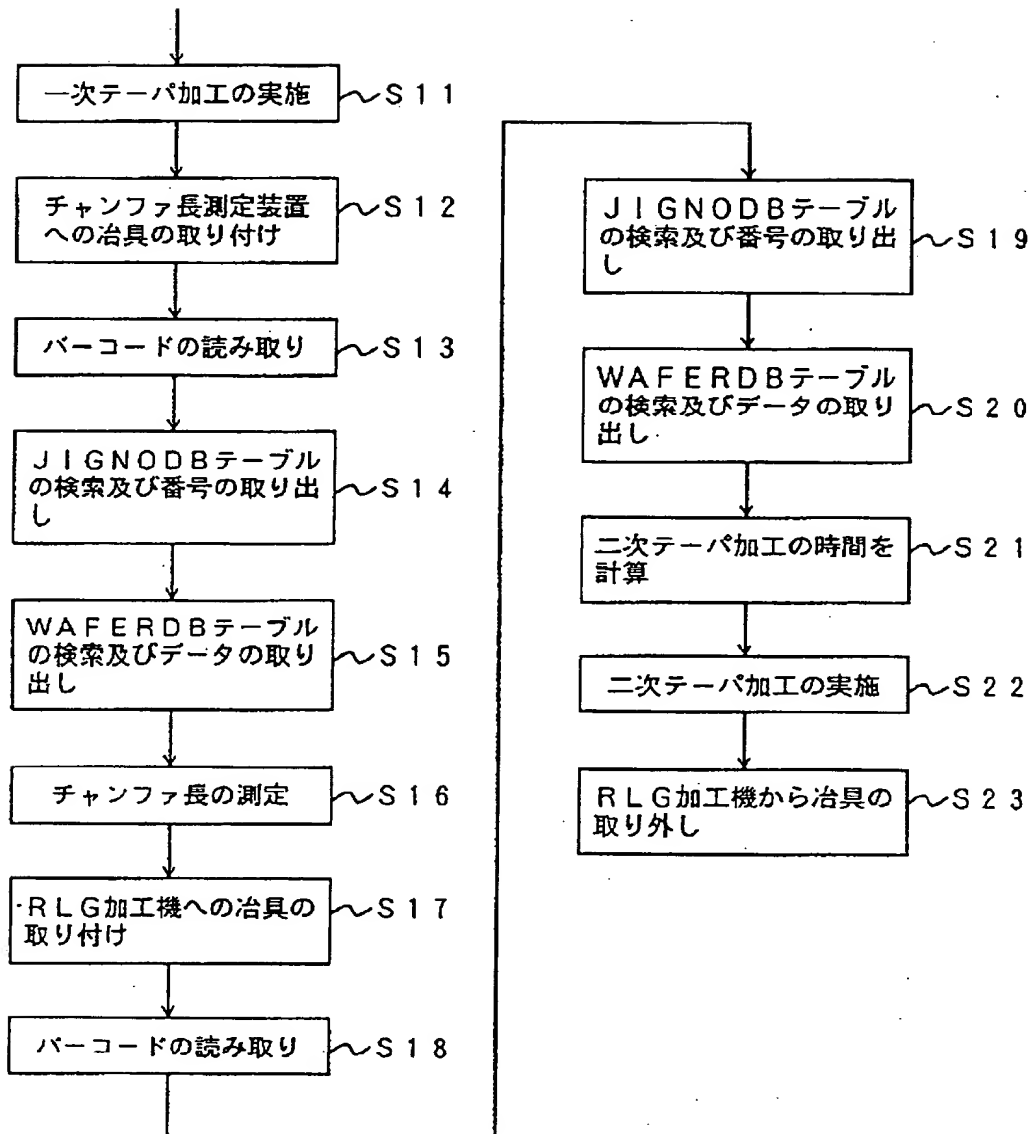 一次テーパ加工の実施 ～S11
チャンファ長測定装置 ～S12
への冶具の取り付け
バーコードの読み取り ～S13
JIGNODBテーブル
の検索及び番号の取り出 ～S14
し
WAFERDBテーブル
の検索及びデータの取り ～S15
出し
チャンファ長の測定 ～S16
RLG加工機への冶具の ～S17
取り付け
バーコードの読み取り ～S18
JIGNODBテーブル
の検索及び番号の取り出 ～S19
し
WAFERDBテーブル
の検索及びデータの取り ～S20
出し
二次テーパ加工の時間を ～S21
計算
二次テーパ加工の実施 ～S22
RLG加工機から冶具の ～S23
取り外し